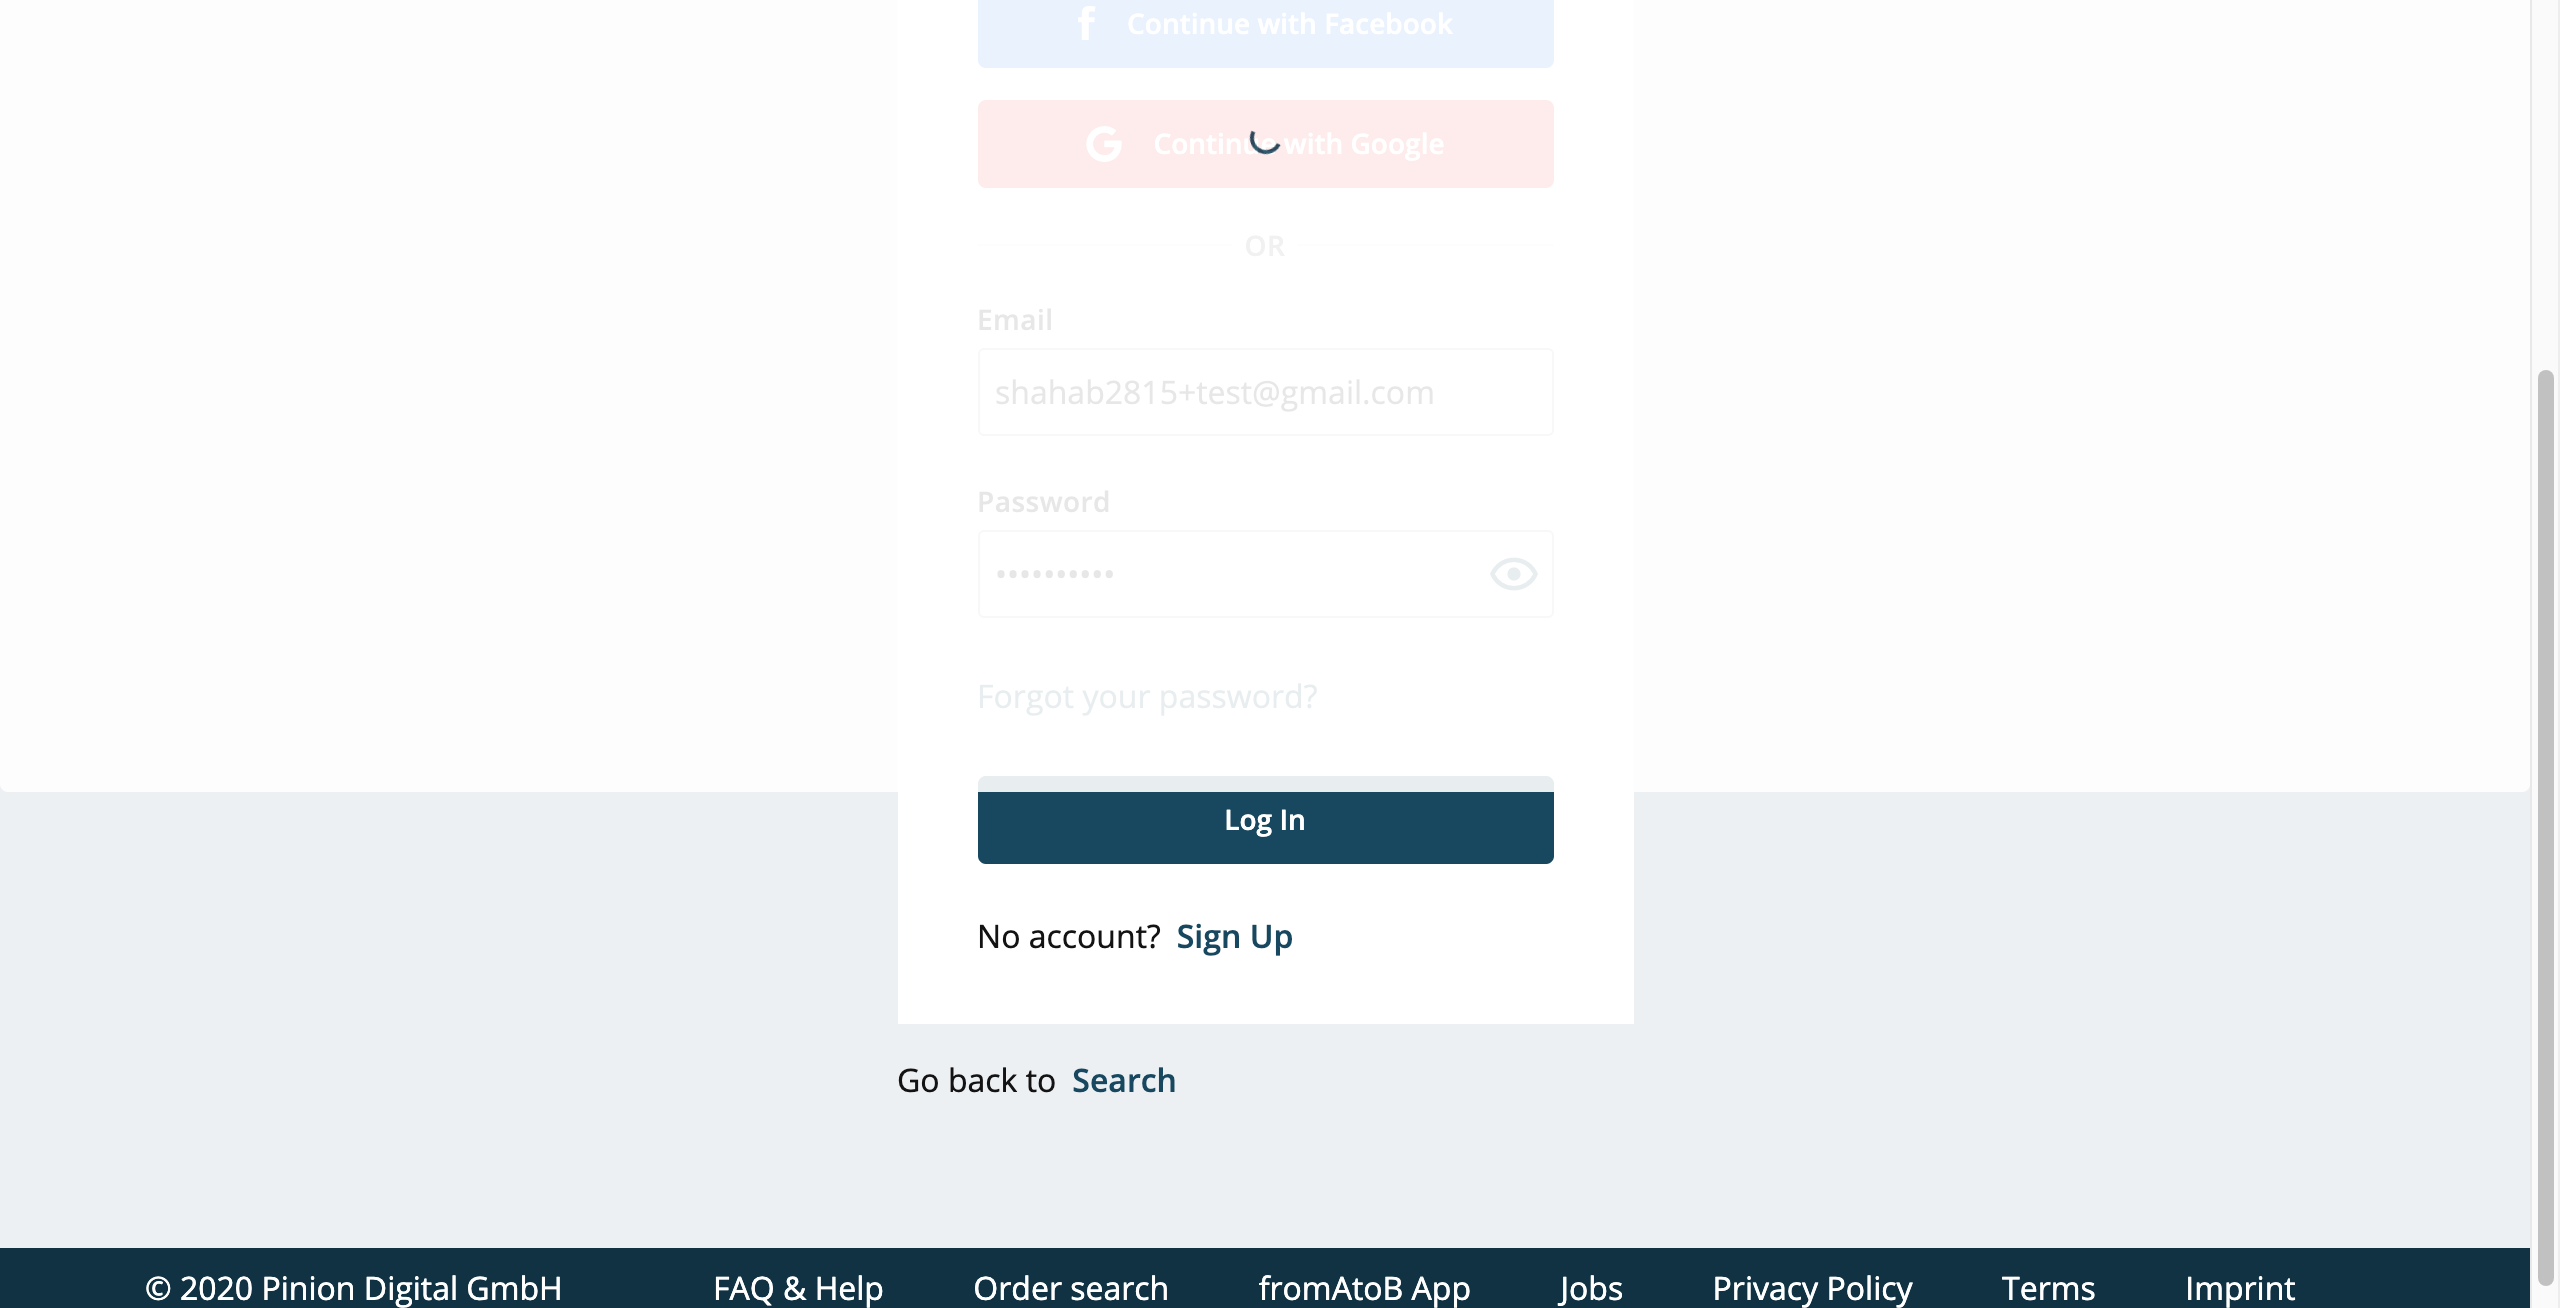 Continue with Facebook
Continue with Google
OR
Email
shahab2815+test@gmail.com
Password
••••••••••
Forgot your password?
Log In
No account? Sign Up
Go back to Search
© 2020 Pinion Digital GmbH FAQ & Help Order search fromAtoB App Jobs Privacy Policy Terms Imprint